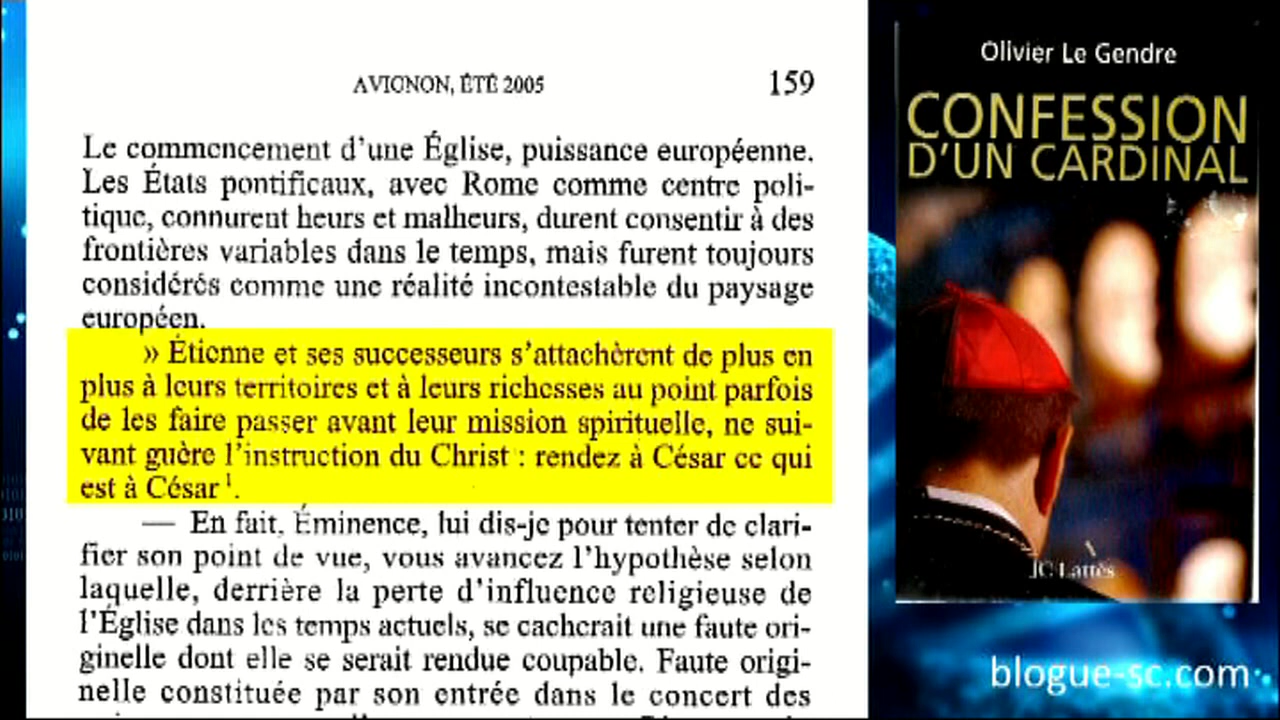 AVIGNON, ÉTÉ 2005 159
Le commencement d'une Église, puissance européenne.
Les États pontificaux, avec Rome comme centre poli-
tique, connurent heurs et malheurs, durent consentir à des
frontières variables dans le temps, mais furent toujours
considérés comme une réalité incontestable du paysage
européen.
» Étienne et ses successeurs s'attachèrent de plus en
plus à leurs territoires et à leurs richesses au point parfois
de les faire passer avant leur mission spirituelle, ne sui-
vant guère l'instruction du Christ : rendez à César ce qui
est à César ¹.
— En fait, Éminence, lui dis-je pour tenter de clari-
fier son point de vue, vous avancez l'hypothèse selon
laquelle, derrière la perte d'influence religieuse de
l'Église dans les temps actuels, se cacherait une faute ori-
ginelle dont elle se serait rendue coupable. Faute origi-
nelle constituée par son entrée dans le concert des
Olivier Le Gendre
CONFESSION
D'UN CARDINAL
JC Lattès
blogue-sc.com